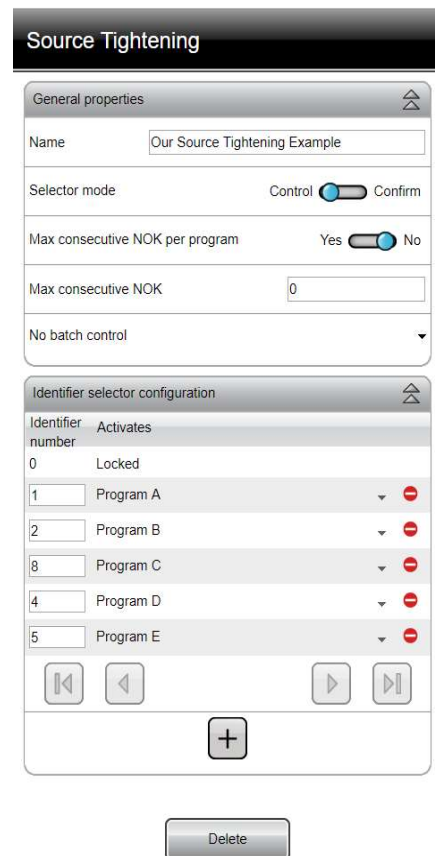 Source Tightening
General properties
Name Our Source Tightening Example
Selector mode Control Confirm
Max consecutive NOK per program Yes No
Max consecutive NOK 0
No batch control
Identifier selector configuration
Identifier number Activates
0 Locked
1 Program A
2 Program B
8 Program C
4 Program D
5 Program E
Delete